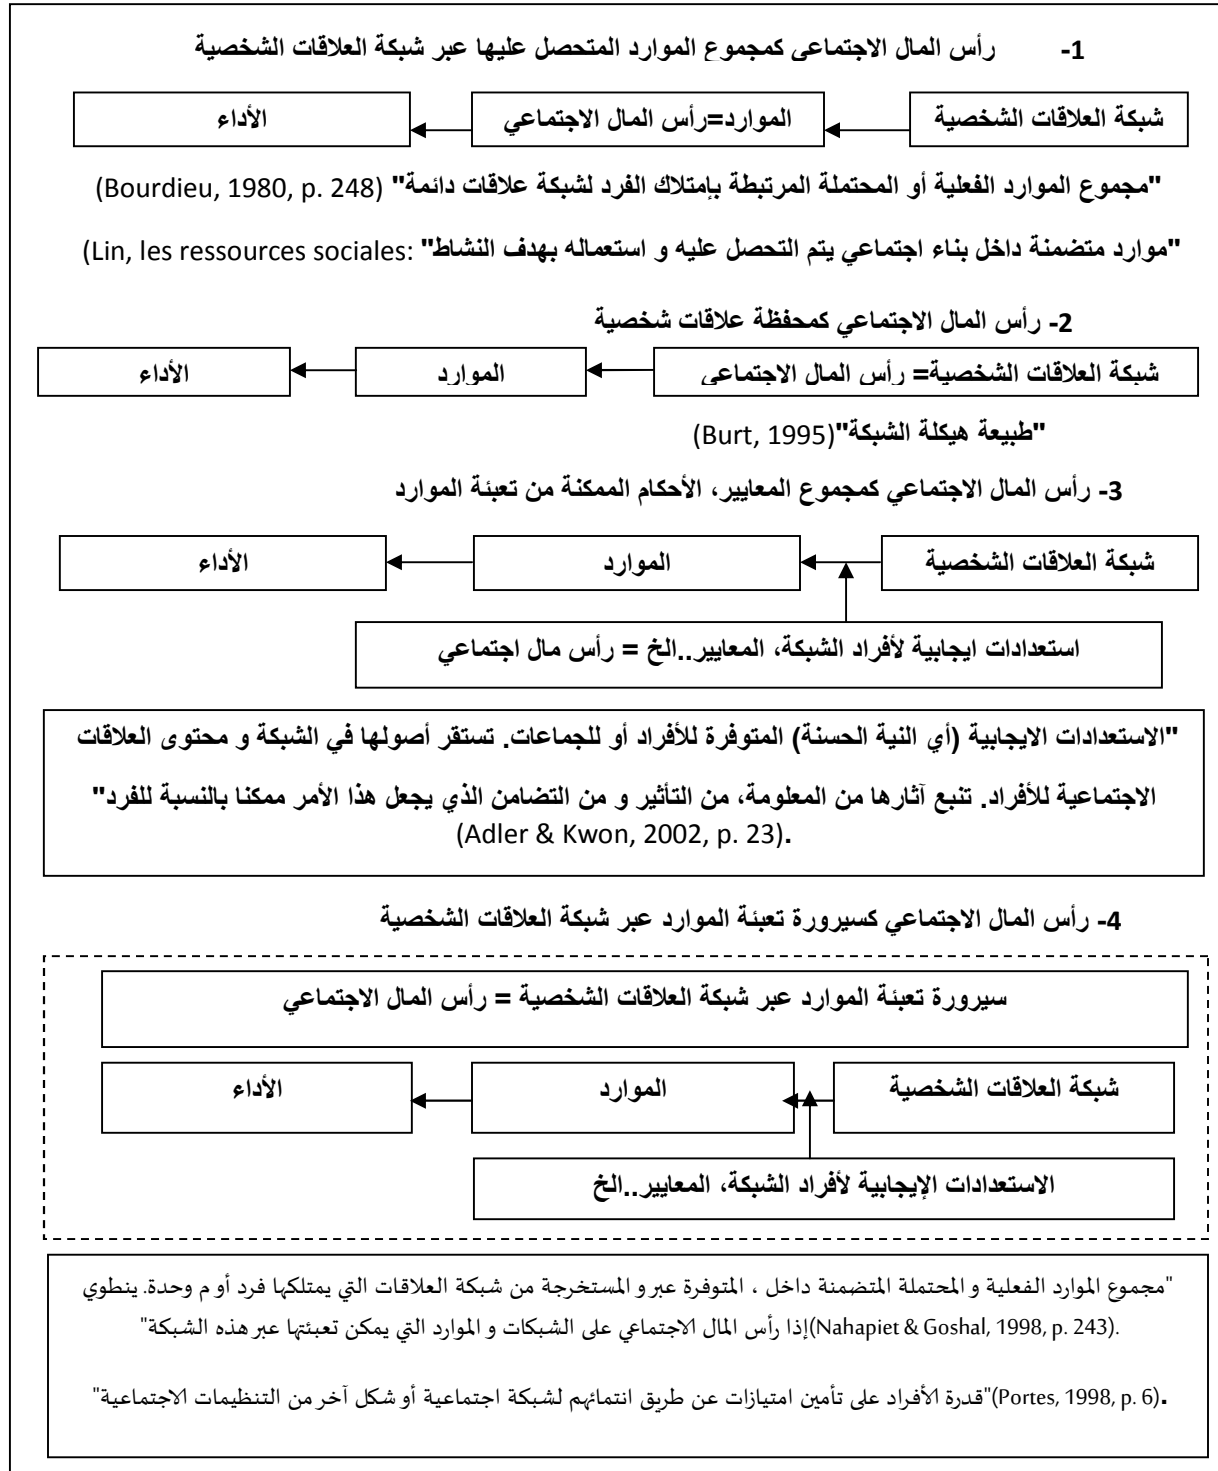 1- رأس المال الاجتماعي كمجموع الموارد المتحصل عليها عبر شبكة العلاقات الشخصية
شبكة العلاقات الشخصية
الموارد=رأس المال الاجتماعي
الأداء
"مجموع الموارد الفعلية أو المحتملة المرتبطة بإمتلاك الفرد لشبكة علاقات دائمة" (Bourdieu, 1980, p. 248)
"موارد متضمنة داخل بناء اجتماعي يتم التحصل عليه و استعماله بهدف النشاط" (Lin, les ressources sociales:
2- رأس المال الاجتماعي كمحفظة علاقات شخصية
شبكة العلاقات الشخصية= رأس المال الاجتماعي
الموارد
الأداء
"طبيعة هيكلة الشبكة"(Burt, 1995)
3- رأس المال الاجتماعي كمجموع المعايير، الأحكام الممكنة من تعبئة الموارد
شبكة العلاقات الشخصية
الموارد
الأداء
استعدادات ايجابية لأفراد الشبكة، المعايير..الخ = رأس مال اجتماعي
"الاستعدادات الايجابية (أي النية الحسنة) المتوفرة للأفراد أو للجماعات. تستقر أصولها في الشبكة و محتوى العلاقات
الاجتماعية للأفراد. تنبع آثارها من المعلومة، من التأثير و من التضامن الذي يجعل هذا الأمر ممكنا بالنسبة للفرد"
(Adler & Kwon, 2002, p. 23).
4- رأس المال الاجتماعي كسيرورة تعبئة الموارد عبر شبكة العلاقات الشخصية
سيرورة تعبئة الموارد عبر شبكة العلاقات الشخصية = رأس المال الاجتماعي
شبكة العلاقات الشخصية
الموارد
الأداء
الاستعدادات الإيجابية لأفراد الشبكة، المعايير..الخ
"مجموع الموارد الفعلية و المحتملة المتضمنة داخل ، المتوفرة عبر و المستخرجة من شبكة العلاقات التي يمتلكها فرد أو م وحدة. ينطوي
إذا رأس المال الاجتماعي على الشبكات و الموارد التي يمكن تعبئتها عبر هذه الشبكة"(Nahapiet & Goshal, 1998, p. 243).
"قدرة الأفراد على تأمين امتيازات عن طريق انتمائهم لشبكة اجتماعية أو شكل آخر من التنظيمات الاجتماعية"(Portes, 1998, p. 6).